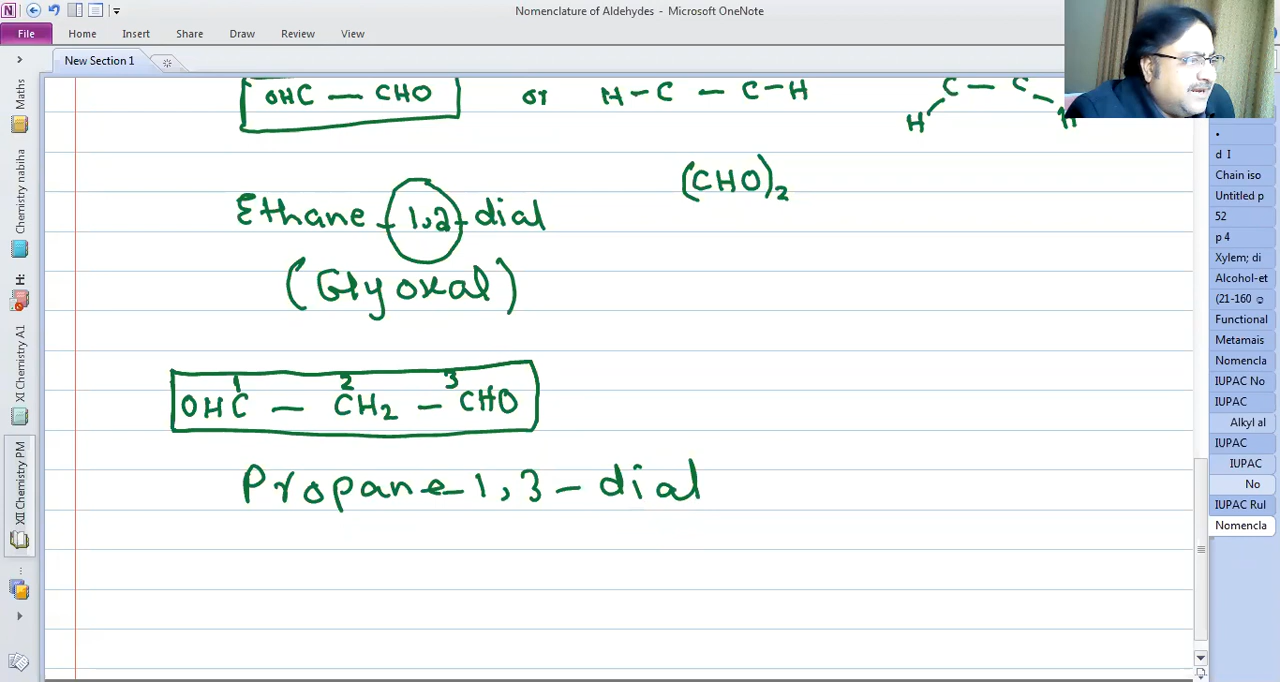 Nomenclature of Aldehydes - Microsoft OneNote
File Home Insert Share Draw Review View
New Section 1
Maths
Chemistry nabiha
H:
XI Chemistry A1
XII Chemistry PM
OHC — CHO or H-C — C-H C — C
H H
(CHO)2
Ethane-1,2-dial
(Glyoxal)
1 2 3
OHC — CH2 — CHO
Propane-1,3-dial
d I
Chain iso
Untitled p
52
p 4
Xylem; di
Alcohol-et
(21-160 ☺
Functional
Metamais
Nomencla
IUPAC No
IUPAC
Alkyl al
IUPAC
IUPAC
No
IUPAC Rul
Nomencla